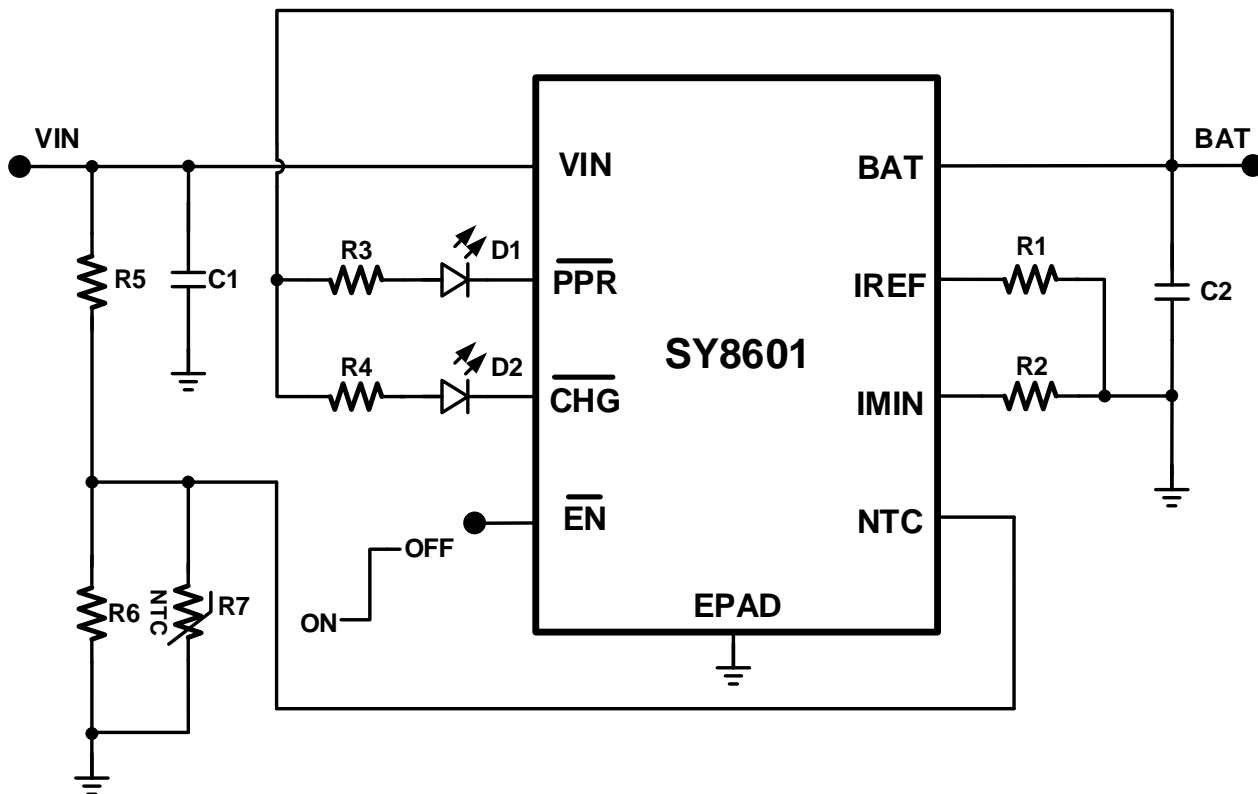 VIN
BAT
VIN
BAT
R5
C1
R3
D1
PPR
IREF
R1
C2
R4
D2
CHG
SY8601
IMIN
R2
EN
NTC
OFF
ON
R6
NTC
R7
EPAD